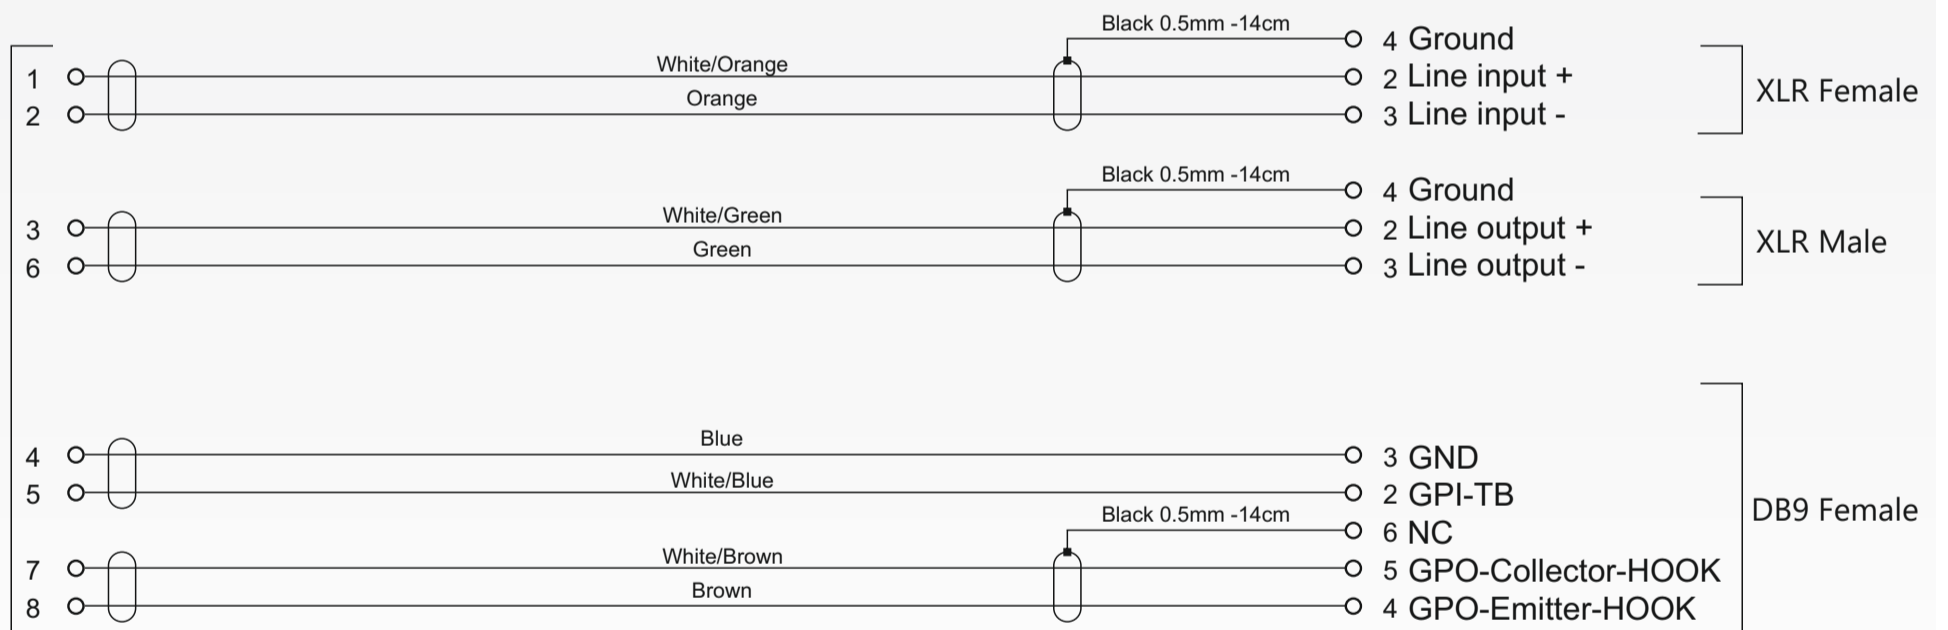 Black 0.5mm -14cm 4 Ground
1 White/Orange 2 Line input + XLR Female
2 Orange 3 Line input -
Black 0.5mm -14cm 4 Ground
3 White/Green 2 Line output + XLR Male
6 Green 3 Line output -
4 Blue 3 GND
5 White/Blue 2 GPI-TB DB9 Female
Black 0.5mm -14cm 6 NC
7 White/Brown 5 GPO-Collector-HOOK
8 Brown 4 GPO-Emitter-HOOK